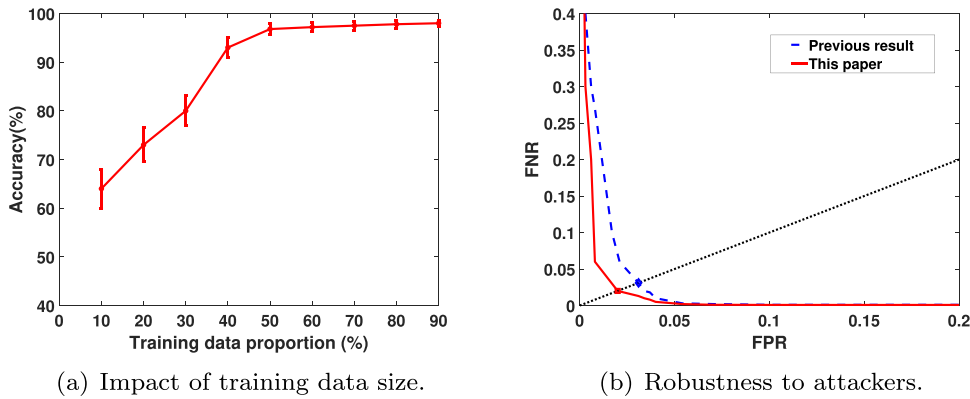 100
90
80
70
60
50
40
Accuracy(%)
0 10 20 30 40 50 60 70 80 90
Training data proportion (%)
(a) Impact of training data size.
0.4
0.35
0.3
0.25
0.2
0.15
0.1
0.05
0
FNR
Previous result
This paper
0 0.05 0.1 0.15 0.2
FPR
(b) Robustness to attackers.